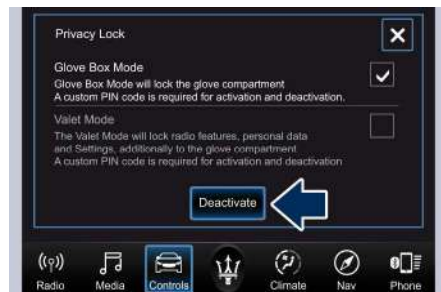 Privacy Lock
Glove Box Mode
Glove Box Mode will lock the glove compartment
A custom PIN code is required for activation and deactivation.
Valet Mode
The Valet Mode will lock radio features, personal data
and Settings, additionally to the glove compartment
A custom PIN code is required for activation and deactivation
Deactivate
Radio Media Controls Climate Nav Phone